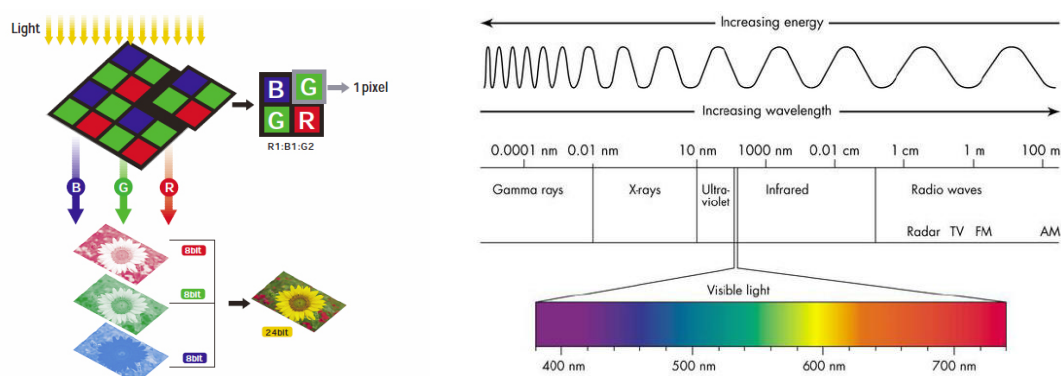 Light
B G
G R
1 pixel
R1:B1:G2
B G R
8bit
8bit
8bit
24bit
Increasing energy
Increasing wavelength
0.0001 nm 0.01 nm 10 nm 1000 nm 0.01 cm 1 cm 1 m 100 m
Gamma rays X-rays Ultra- Infrared Radio waves
violet
Radar TV FM AM
Visible light
400 nm 500 nm 600 nm 700 nm